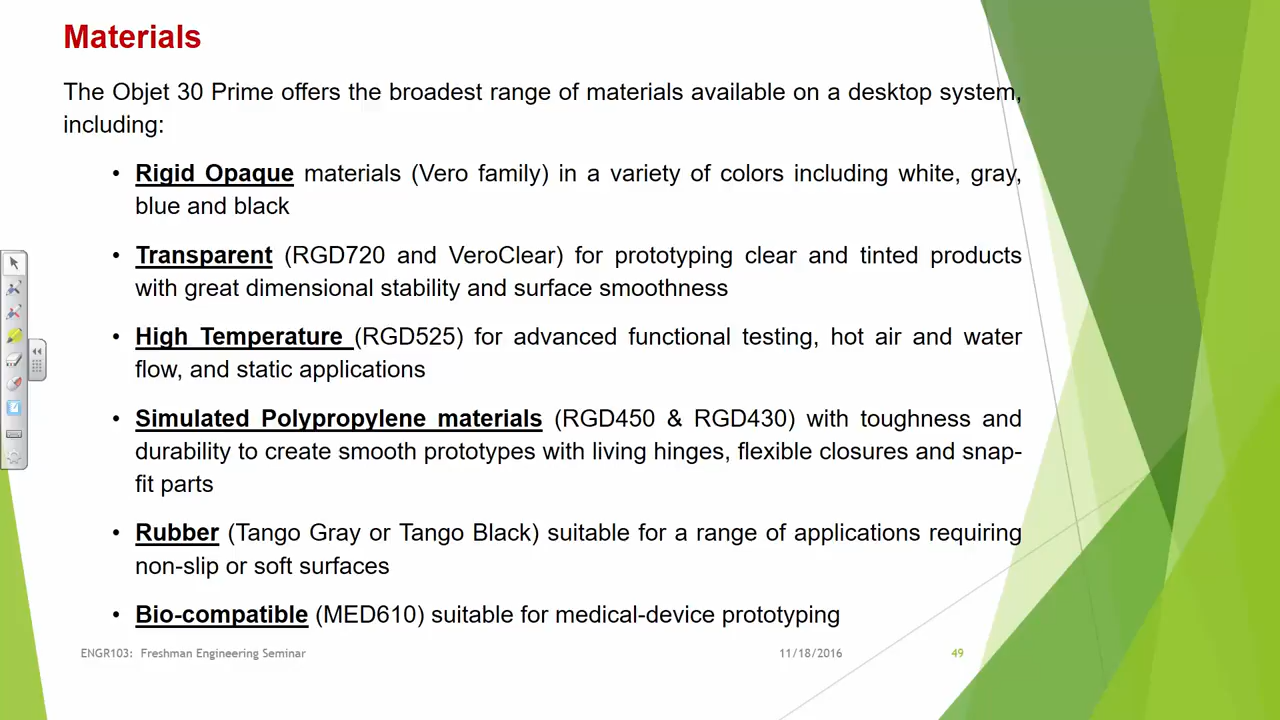 Materials
The Objet 30 Prime offers the broadest range of materials available on a desktop system,
including:
• Rigid Opaque materials (Vero family) in a variety of colors including white, gray,
blue and black
• Transparent (RGD720 and VeroClear) for prototyping clear and tinted products
with great dimensional stability and surface smoothness
• High Temperature (RGD525) for advanced functional testing, hot air and water
flow, and static applications
• Simulated Polypropylene materials (RGD450 & RGD430) with toughness and
durability to create smooth prototypes with living hinges, flexible closures and snap-
fit parts
• Rubber (Tango Gray or Tango Black) suitable for a range of applications requiring
non-slip or soft surfaces
• Bio-compatible (MED610) suitable for medical-device prototyping
ENGR103: Freshman Engineering Seminar 11/18/2016 49